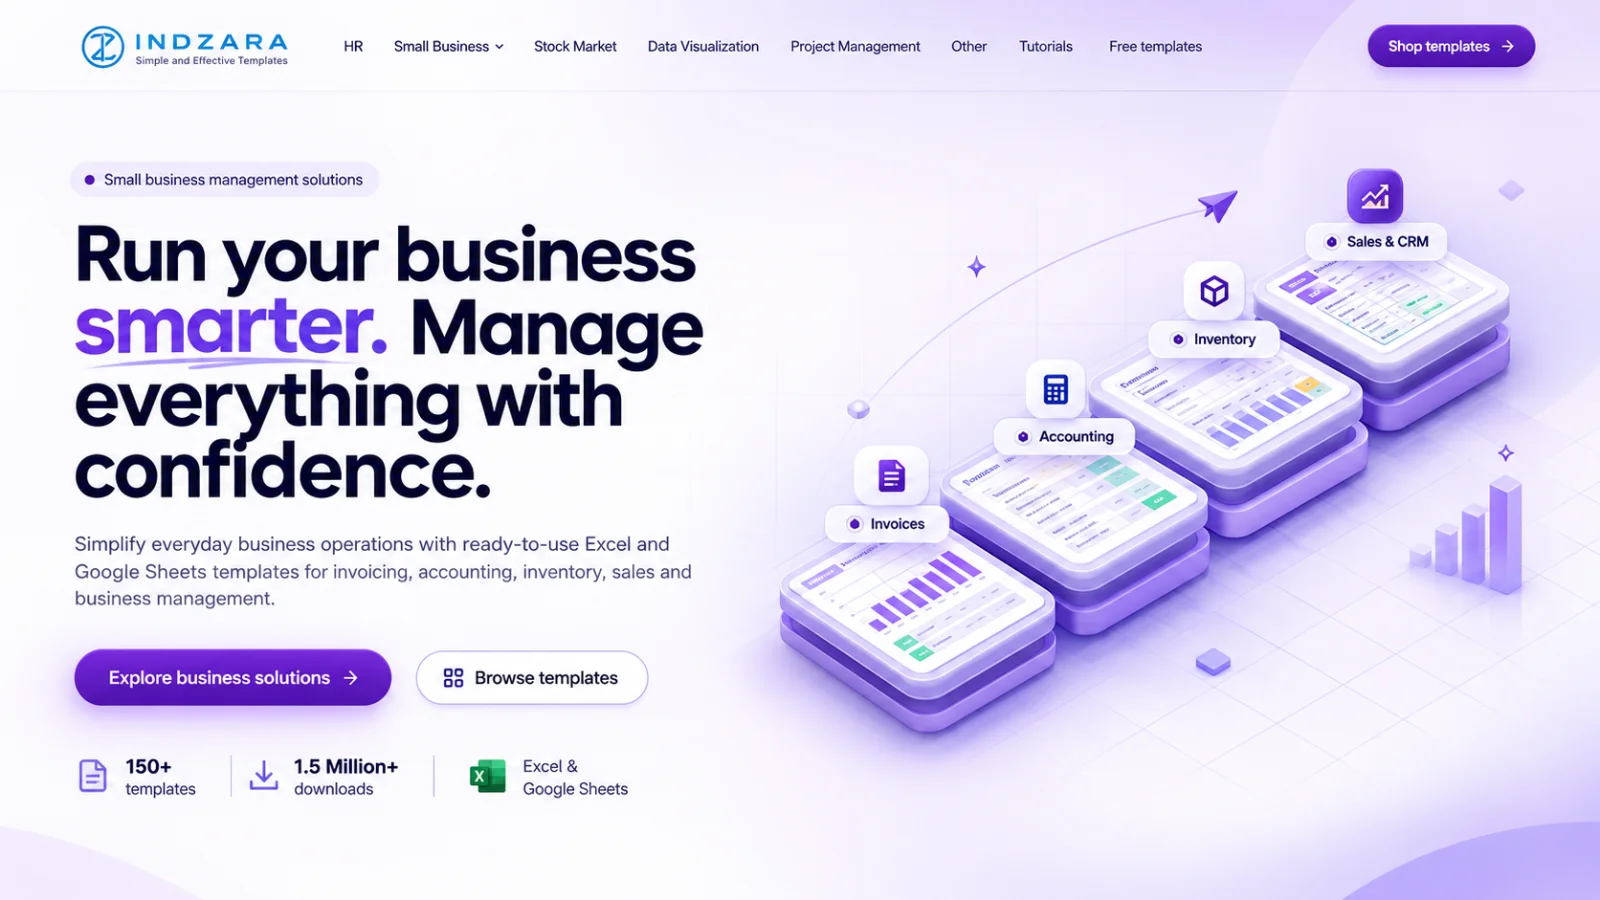 INDZARA
Simple and Effective Templates
HR
Small Business
Stock Market
Data Visualization
Project Management
Other
Tutorials
Free templates
Shop templates
Small business management solutions
Run your business
smarter. Manage
everything with
confidence.
Simplify everyday business operations with ready-to-use Excel and
Google Sheets templates for invoicing, accounting, inventory, sales and
business management.
Explore business solutions
Browse templates
150+
templates
1.5 Million+
downloads
X
Excel &
Google Sheets
Sales & CRM
Inventory
Accounting
Invoices